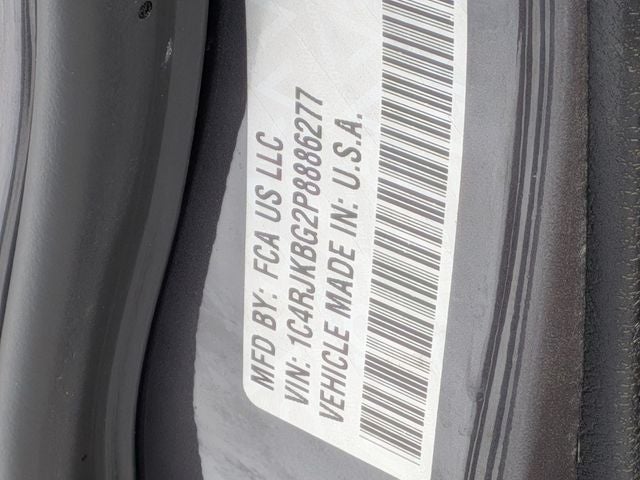 MFD BY: FCA US LLC
VIN: 1C4RJKBG2P8886277
VEHICLE MADE IN: U.S.A.